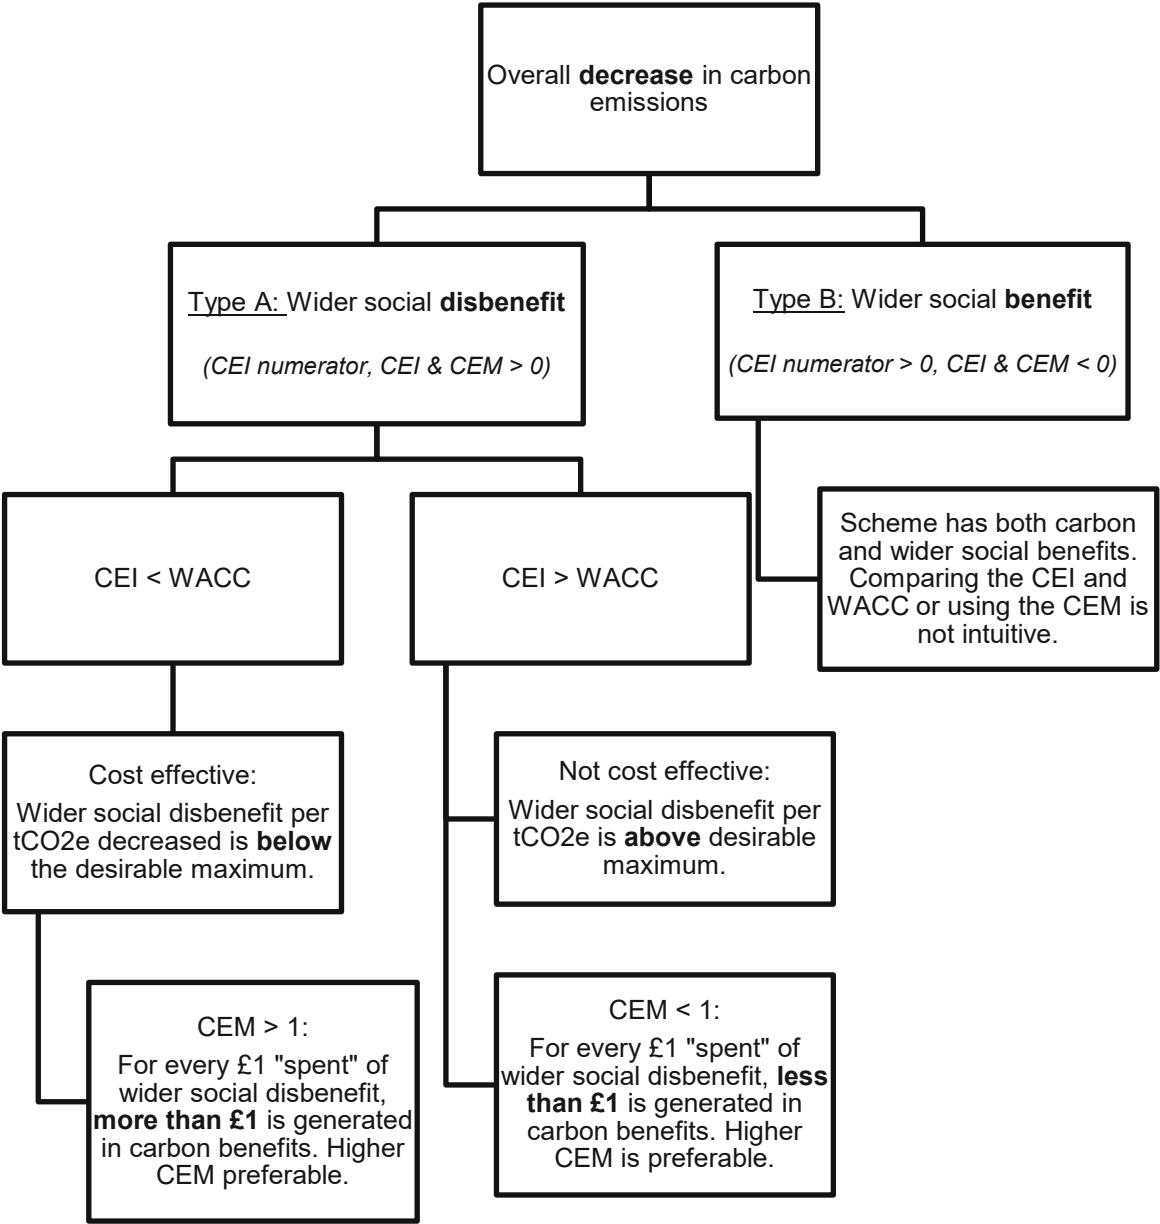 Overall decrease in carbon
emissions
Type A: Wider social disbenefit
(CEI numerator, CEI & CEM > 0)
Type B: Wider social benefit
(CEI numerator > 0, CEI & CEM < 0)
CEI < WACC
CEI > WACC
Scheme has both carbon
and wider social benefits.
Comparing the CEI and
WACC or using the CEM is
not intuitive.
Cost effective:
Wider social disbenefit per
tCO2e decreased is below
the desirable maximum.
Not cost effective:
Wider social disbenefit per
tCO2e is above desirable
maximum.
CEM > 1:
For every £1 "spent" of
wider social disbenefit,
more than £1 is generated
in carbon benefits. Higher
CEM preferable.
CEM < 1:
For every £1 "spent" of
wider social disbenefit, less
than £1 is generated in
carbon benefits. Higher
CEM is preferable.